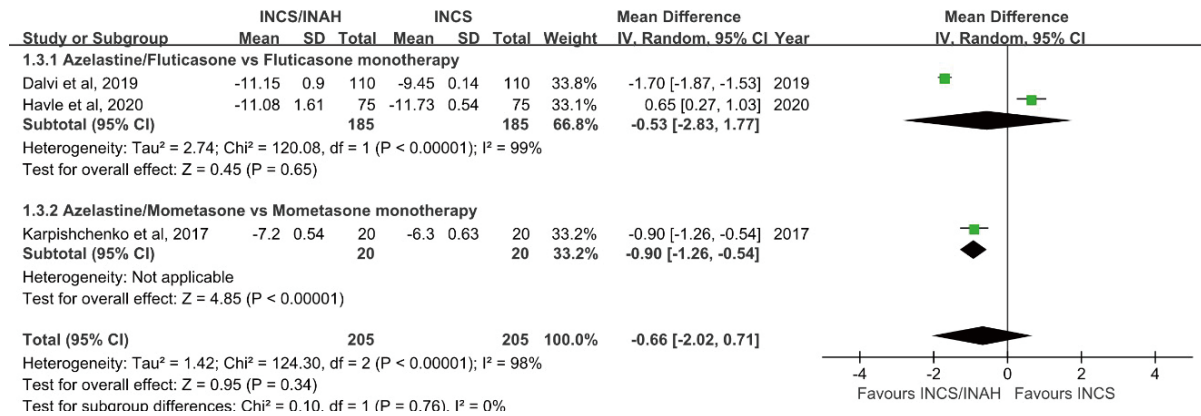 INCS/INAH INCS Mean Difference Mean Difference
Study or Subgroup Mean SD Total Mean SD Total Weight IV, Random, 95% CI Year IV, Random, 95% CI
1.3.1 Azelastine/Fluticasone vs Fluticasone monotherapy
Dalvi et al, 2019 -11.15 0.9 110 -9.45 0.14 110 33.8% -1.70 [-1.87, -1.53] 2019
Havle et al, 2020 -11.08 1.61 75 -11.73 0.54 75 33.1% 0.65 [0.27, 1.03] 2020
Subtotal (95% CI) 185 185 66.8% -0.53 [-2.83, 1.77]
Heterogeneity: Tau² = 2.74; Chi² = 120.08, df = 1 (P < 0.00001); I² = 99%
Test for overall effect: Z = 0.45 (P = 0.65)
1.3.2 Azelastine/Mometasone vs Mometasone monotherapy
Karpishchenko et al, 2017 -7.2 0.54 20 -6.3 0.63 20 33.2% -0.90 [-1.26, -0.54] 2017
Subtotal (95% CI) 20 20 33.2% -0.90 [-1.26, -0.54]
Heterogeneity: Not applicable
Test for overall effect: Z = 4.85 (P < 0.00001)
Total (95% CI) 205 205 100.0% -0.66 [-2.02, 0.71]
Heterogeneity: Tau² = 1.42; Chi² = 124.30, df = 2 (P < 0.00001); I² = 98%
Test for overall effect: Z = 0.95 (P = 0.34)
Test for subgroup differences: Chi² = 0.10, df = 1 (P = 0.76), I² = 0%
-4 -2 0 2 4
Favours INCS/INAH Favours INCS